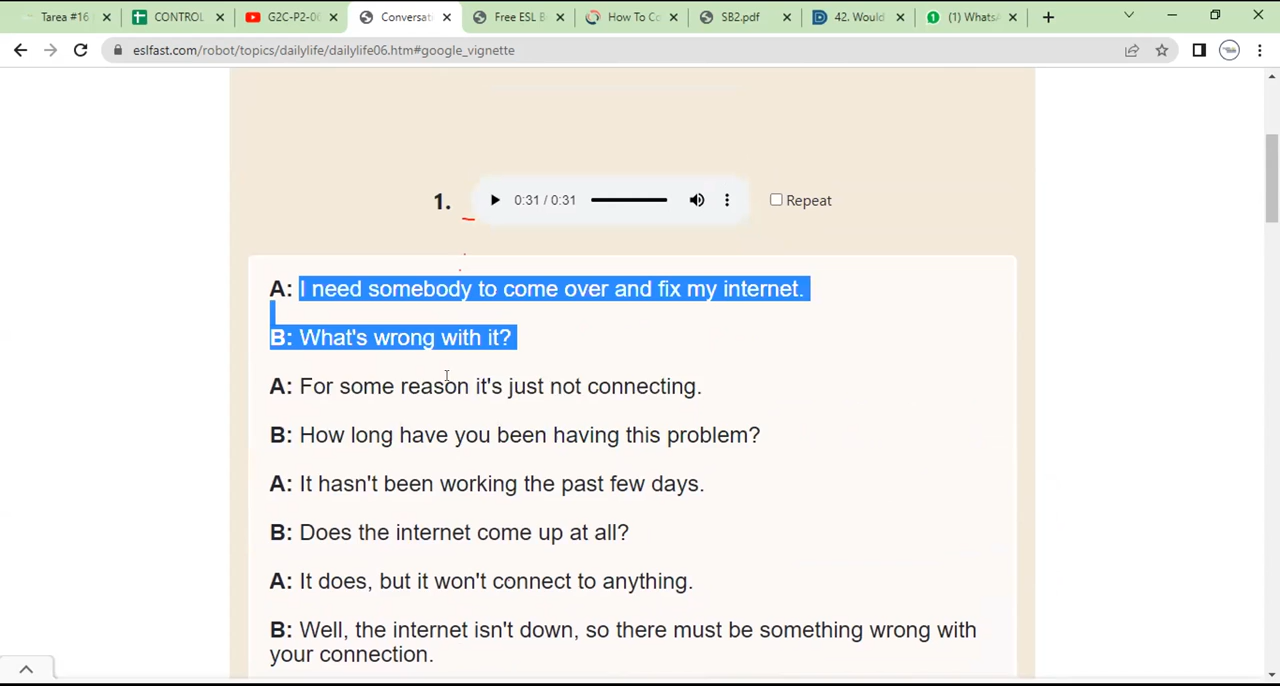 Tarea #16
CONTROL
G2C-P2-0
Conversat
Free ESL B
How To Co
SB2.pdf
42. Would
(1) Whats
eslfast.com/robot/topics/dailylife/dailylife06.htm#google_vignette
1.
0:31 / 0:31
Repeat
A: I need somebody to come over and fix my internet.
B: What's wrong with it?
A: For some reason it's just not connecting.
B: How long have you been having this problem?
A: It hasn't been working the past few days.
B: Does the internet come up at all?
A: It does, but it won't connect to anything.
B: Well, the internet isn't down, so there must be something wrong with
your connection.